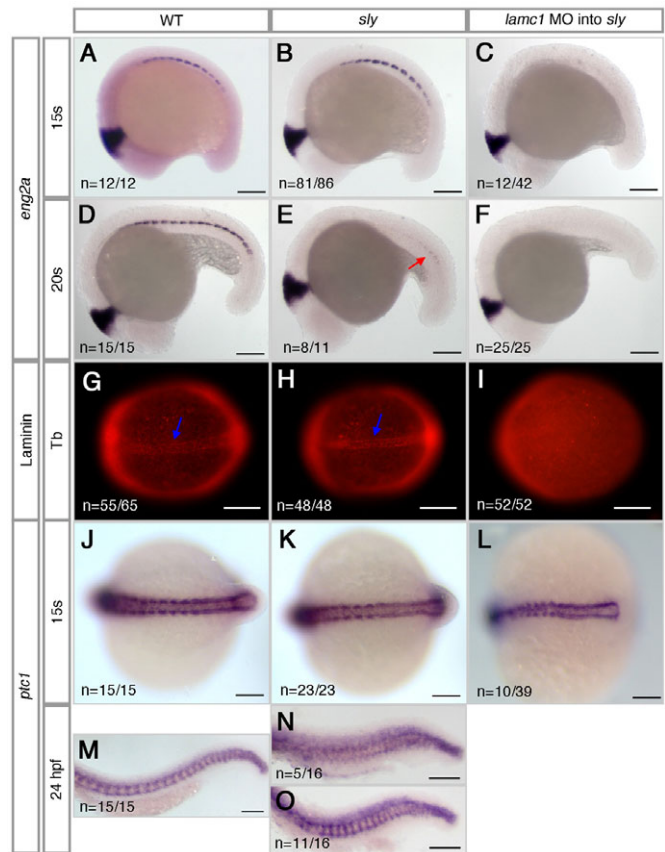 WT
sly
lamc1 MO into sly
eng2a
15s
A
n=12/12
B
n=81/86
C
n=12/42
20s
D
n=15/15
E
n=8/11
F
n=25/25
Laminin
Tb
G
n=55/65
H
n=48/48
I
n=52/52
ptc1
15s
J
n=15/15
K
n=23/23
L
n=10/39
24 hpf
M
n=15/15
N
n=5/16
O
n=11/16